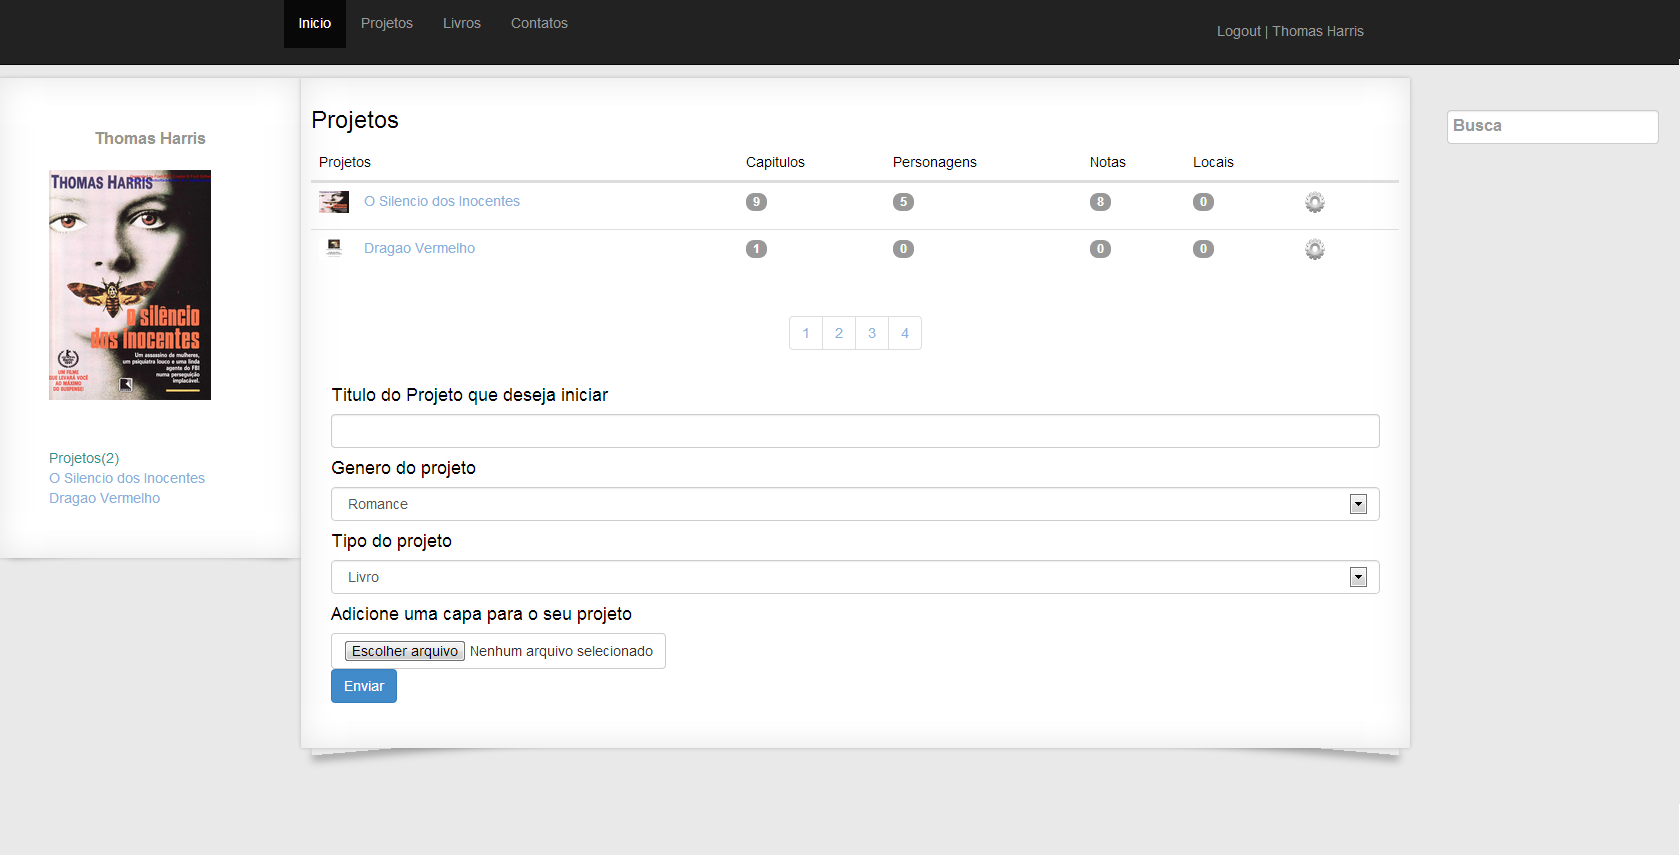 Inicio Projetos Livros Contatos
Logout | Thomas Harris
Thomas Harris
THOMAS HARRIS
o silêncio
dos Inocentes
Um assassino de mulheres,
um psiquiatra louco e uma linda
agente do FBI
numa perseguição
implacável.
UM FILME
QUE LEVARÁ VOCÊ
AO MÁXIMO
DO SUSPENSE!
Projetos(2)
O Silencio dos Inocentes
Dragao Vermelho
Projetos
Projetos Capitulos Personagens Notas Locais
O Silencio dos Inocentes 9 5 8 0
Dragao Vermelho 1 0 0 0
1 2 3 4
Titulo do Projeto que deseja iniciar
Genero do projeto
Romance
Tipo do projeto
Livro
Adicione uma capa para o seu projeto
Escolher arquivo Nenhum arquivo selecionado
Enviar
Busca